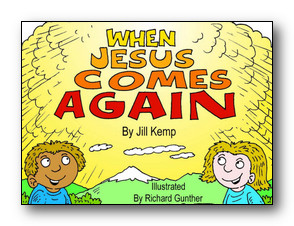 WHEN
JESUS
COMES
AGAIN
By Jill Kemp
Illustrated
By Richard Gunther